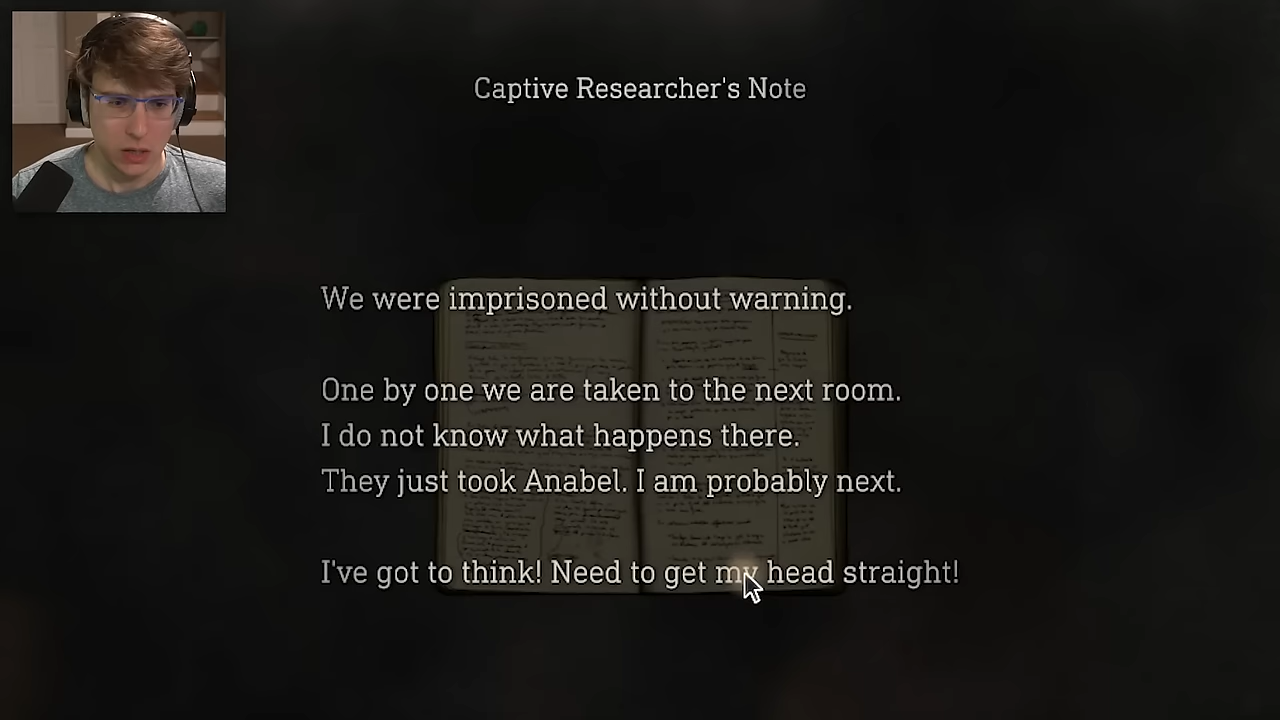 Captive Researcher's Note
We were imprisoned without warning.
One by one we are taken to the next room.
I do not know what happens there.
They just took Anabel. I am probably next.
I've got to think! Need to get my head straight!